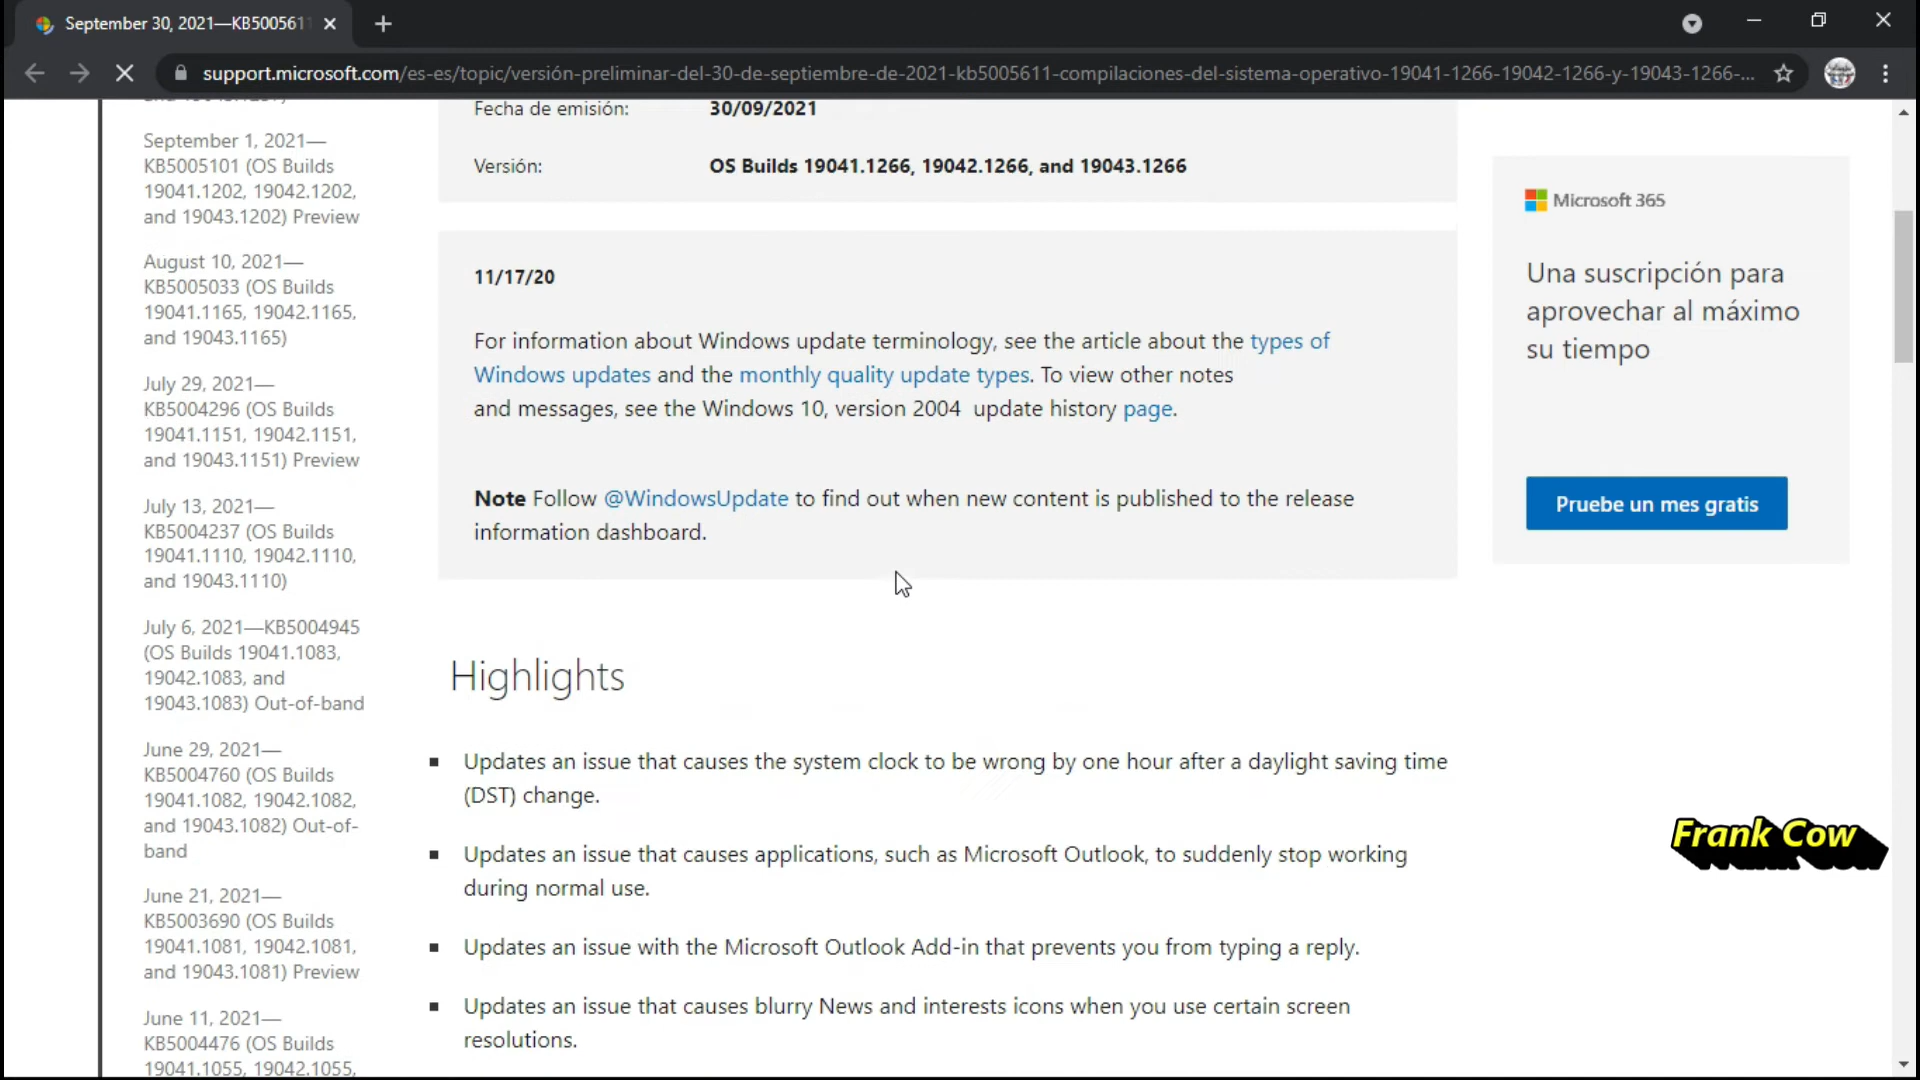 September 30, 2021—KB5005611
support.microsoft.com/es-es/topic/versión-preliminar-del-30-de-septiembre-de-2021-kb5005611-compilaciones-del-sistema-operativo-19041-1266-19042-1266-y-19043-1266-...
September 1, 2021—
KB5005101 (OS Builds
19041.1202, 19042.1202,
and 19043.1202) Preview
August 10, 2021—
KB5005033 (OS Builds
19041.1165, 19042.1165,
and 19043.1165)
July 29, 2021—
KB5004296 (OS Builds
19041.1151, 19042.1151,
and 19043.1151) Preview
July 13, 2021—
KB5004237 (OS Builds
19041.1110, 19042.1110,
and 19043.1110)
July 6, 2021—KB5004945
(OS Builds 19041.1083,
19042.1083, and
19043.1083) Out-of-band
June 29, 2021—
KB5004760 (OS Builds
19041.1082, 19042.1082,
and 19043.1082) Out-of-
band
June 21, 2021—
KB5003690 (OS Builds
19041.1081, 19042.1081,
and 19043.1081) Preview
June 11, 2021—
KB5004476 (OS Builds
19041.1055, 19042.1055,
Fecha de emisión: 30/09/2021
Versión: OS Builds 19041.1266, 19042.1266, and 19043.1266
11/17/20
For information about Windows update terminology, see the article about the types of
Windows updates and the monthly quality update types. To view other notes
and messages, see the Windows 10, version 2004 update history page.
Note Follow @WindowsUpdate to find out when new content is published to the release
information dashboard.
Highlights
▪ Updates an issue that causes the system clock to be wrong by one hour after a daylight saving time
(DST) change.
▪ Updates an issue that causes applications, such as Microsoft Outlook, to suddenly stop working
during normal use.
▪ Updates an issue with the Microsoft Outlook Add-in that prevents you from typing a reply.
▪ Updates an issue that causes blurry News and interests icons when you use certain screen
resolutions.
Microsoft 365
Una suscripción para
aprovechar al máximo
su tiempo
Pruebe un mes gratis
Frank Cow